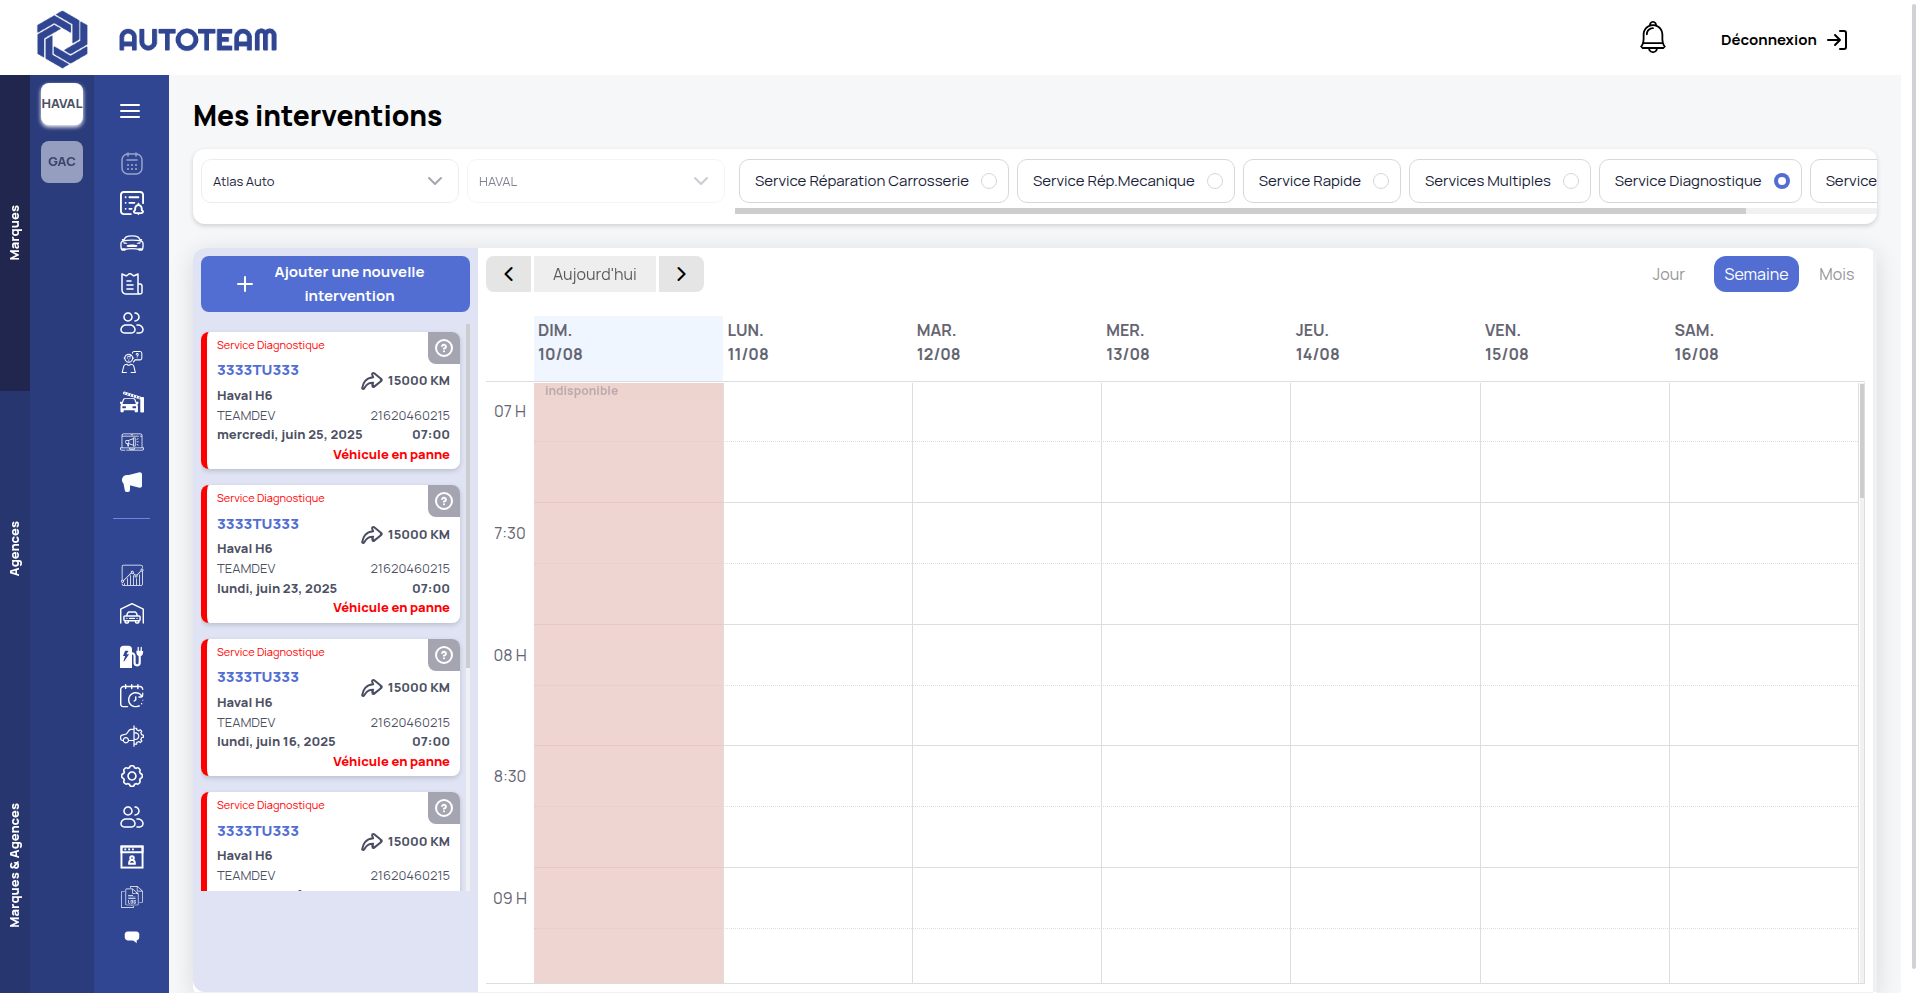 AUTOTEAM
Déconnexion
HAVAL
GAC
Marques
Agences
Marques & Agences
Mes interventions
Atlas Auto
HAVAL
Service Réparation Carrosserie
Service Rép.Mecanique
Service Rapide
Services Multiples
Service Diagnostique
Service
Ajouter une nouvelle
intervention
Service Diagnostique
3333TU333
15000 KM
Haval H6
TEAMDEV 21620460215
mercredi, juin 25, 2025 07:00
Véhicule en panne
Service Diagnostique
3333TU333
15000 KM
Haval H6
TEAMDEV 21620460215
lundi, juin 23, 2025 07:00
Véhicule en panne
Service Diagnostique
3333TU333
15000 KM
Haval H6
TEAMDEV 21620460215
lundi, juin 16, 2025 07:00
Véhicule en panne
Service Diagnostique
3333TU333
15000 KM
Haval H6
TEAMDEV 21620460215
Aujourd'hui
Jour Semaine Mois
DIM. LUN. MAR. MER. JEU. VEN. SAM.
10/08 11/08 12/08 13/08 14/08 15/08 16/08
indisponible
07 H
7:30
08 H
8:30
09 H